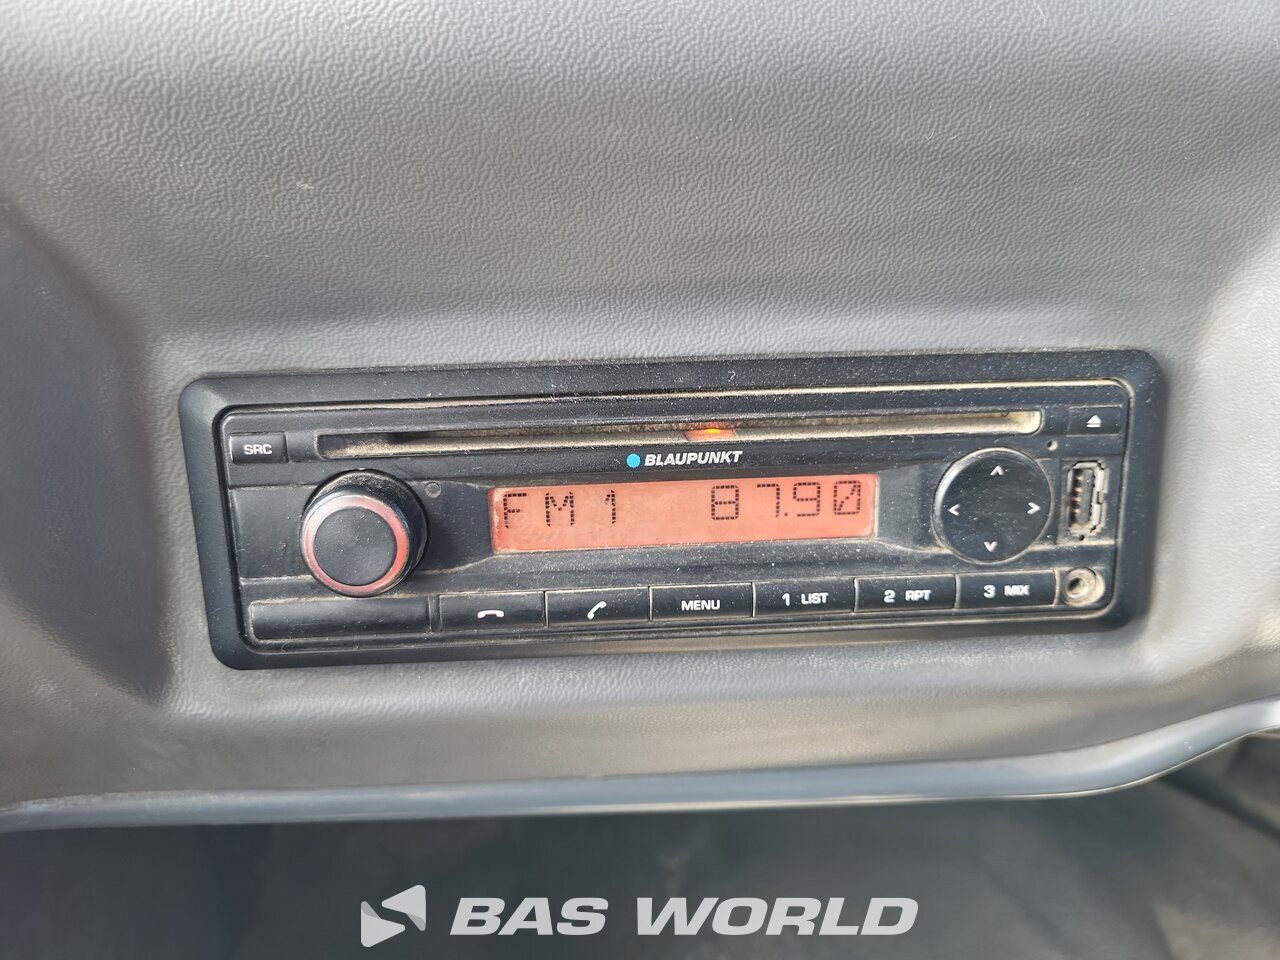 SRC
BLAUPUNKT
FM1 87.90
MENU 1 LIST 2 RPT 3 MIX
BAS WORLD